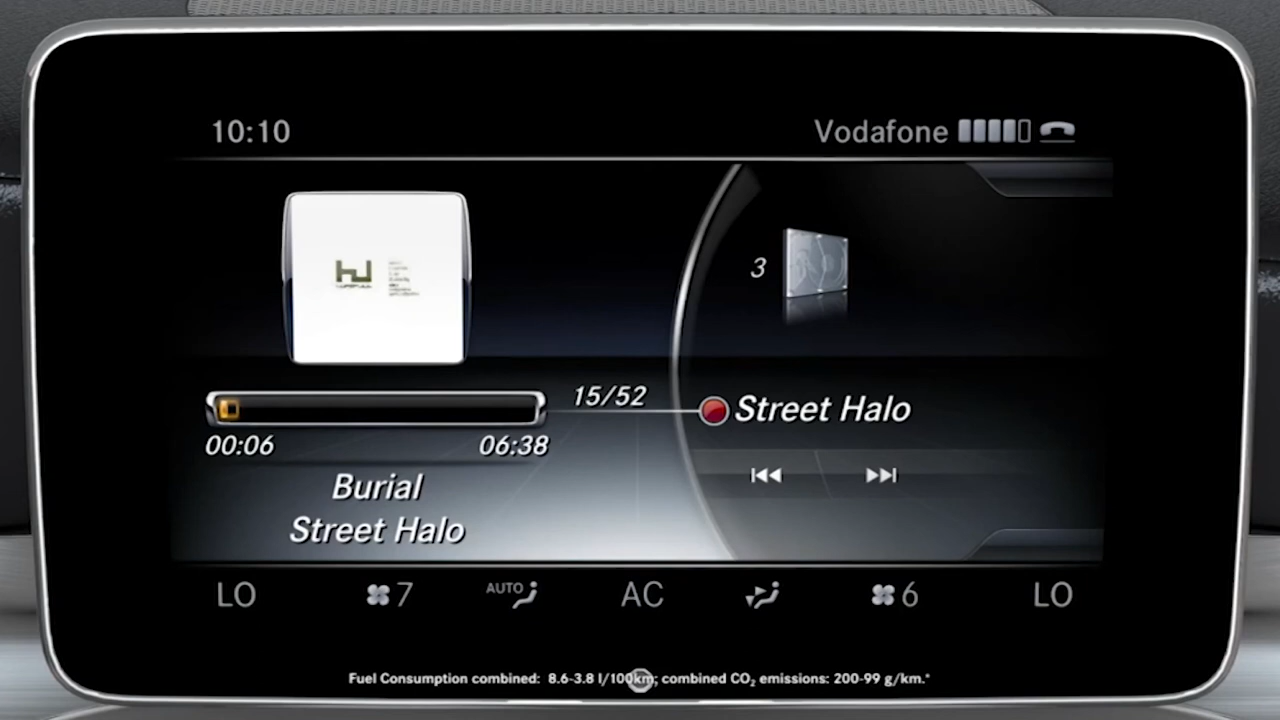 10:10
Vodafone
3
15/52
Street Halo
00:06 06:38
Burial
Street Halo
LO 7 AUTO AC 6 LO
Fuel Consumption combined: 8.6-3.8 l/100km; combined CO₂ emissions: 200-99 g/km.*